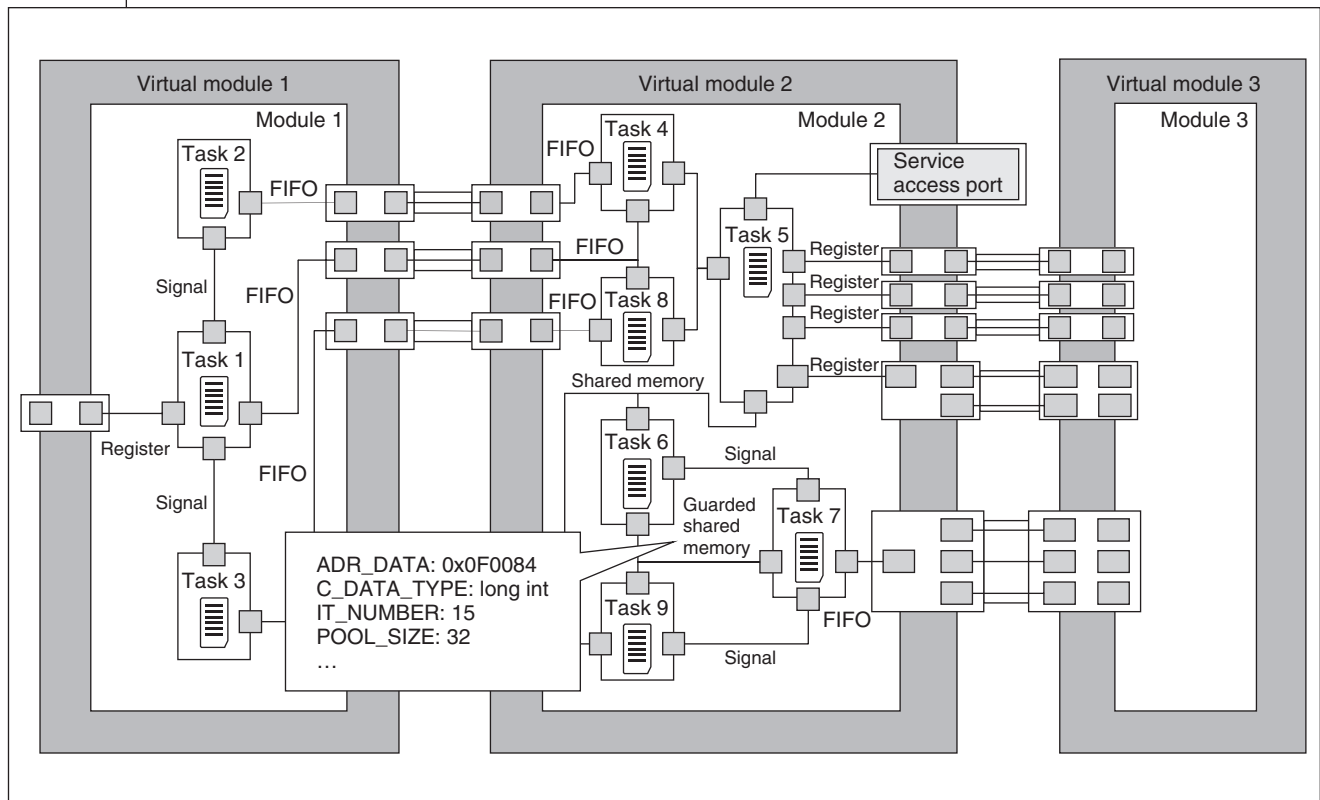 Virtual module 1
Module 1
Task 2
FIFO
Signal
FIFO
Task 1
Register
FIFO
Signal
Task 3
ADR_DATA: 0x0F0084
C_DATA_TYPE: long int
IT_NUMBER: 15
POOL_SIZE: 32
...
Virtual module 2
Module 2
Task 4
FIFO
FIFO
Task 8
FIFO
Task 5
Service
access port
Register
Register
Register
Register
Shared memory
Task 6
Signal
Guarded
shared
memory
Task 7
Task 9
FIFO
Signal
Virtual module 3
Module 3